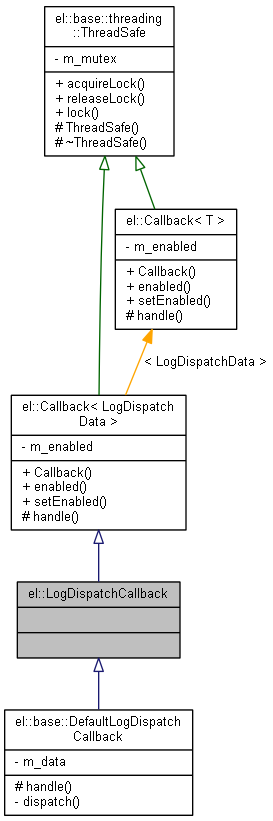 el::base::threading
::ThreadSafe
- m_mutex
+ acquireLock()
+ releaseLock()
+ lock()
# ThreadSafe()
# ~ThreadSafe()
el::Callback< T >
- m_enabled
+ Callback()
+ enabled()
+ setEnabled()
# handle()
< LogDispatchData >
el::Callback< LogDispatch
Data >
- m_enabled
+ Callback()
+ enabled()
+ setEnabled()
# handle()
el::LogDispatchCallback
el::base::DefaultLogDispatch
Callback
- m_data
# handle()
- dispatch()